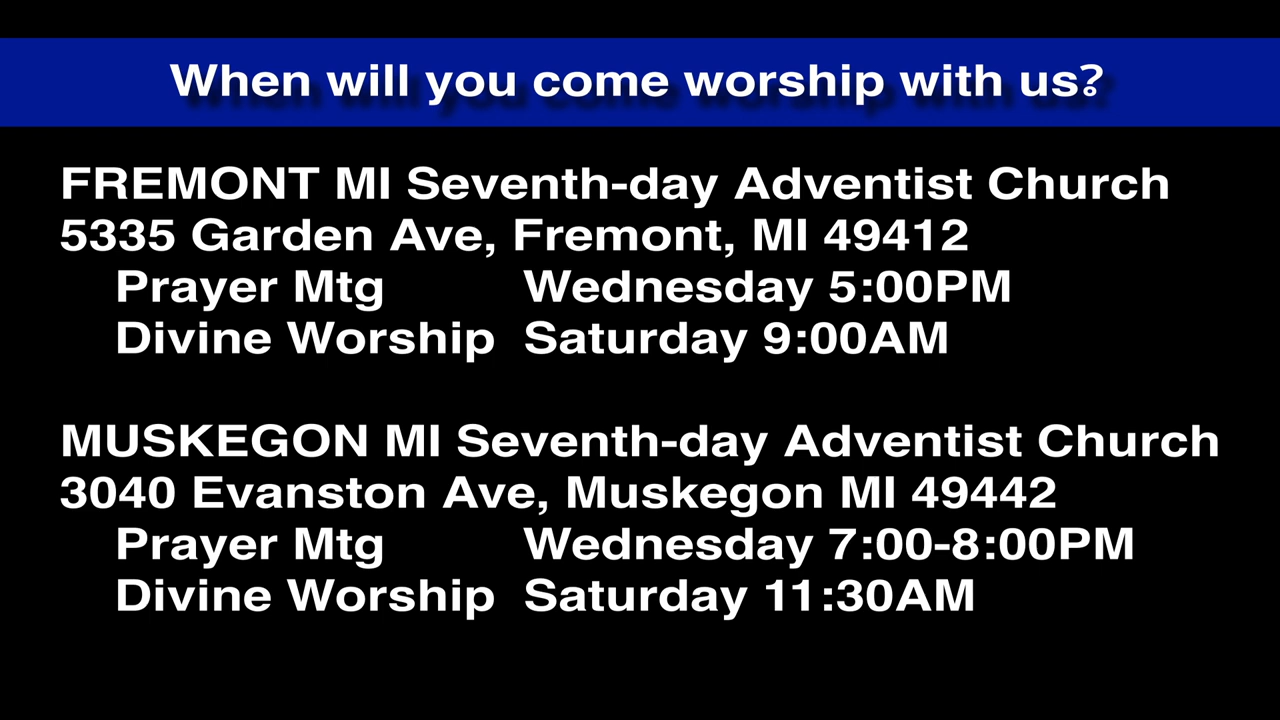 When will you come worship with us?
FREMONT MI Seventh-day Adventist Church
5335 Garden Ave, Fremont, MI 49412
Prayer Mtg Wednesday 5:00PM
Divine Worship Saturday 9:00AM
MUSKEGON MI Seventh-day Adventist Church
3040 Evanston Ave, Muskegon MI 49442
Prayer Mtg Wednesday 7:00-8:00PM
Divine Worship Saturday 11:30AM